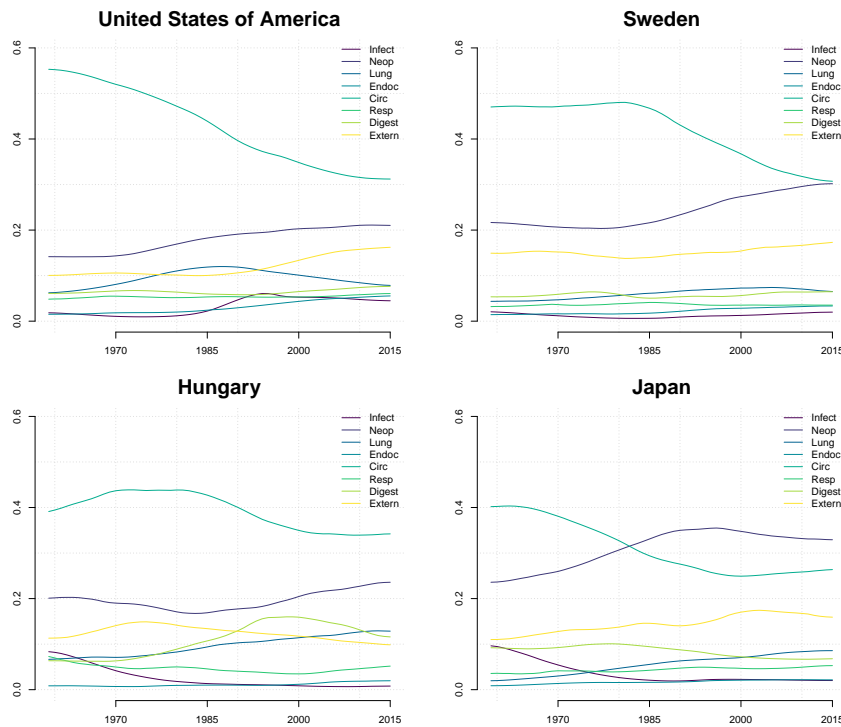 United States of America
0.0
0.2
0.4
0.6
1970
1985
2000
2015
Infect
Neop
Lung
Endoc
Circ
Resp
Digest
Extern
Sweden
0.0
0.2
0.4
0.6
1970
1985
2000
2015
Infect
Neop
Lung
Endoc
Circ
Resp
Digest
Extern
Hungary
0.0
0.2
0.4
0.6
1970
1985
2000
2015
Infect
Neop
Lung
Endoc
Circ
Resp
Digest
Extern
Japan
0.0
0.2
0.4
0.6
1970
1985
2000
2015
Infect
Neop
Lung
Endoc
Circ
Resp
Digest
Extern